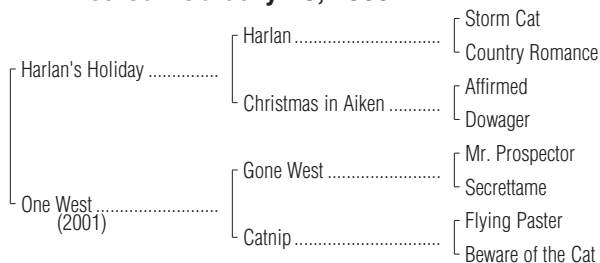 Harlan's Holiday ...............
Harlan ................................
Storm Cat
Country Romance
Christmas in Aiken ...........
Affirmed
Dowager
One West ..........................
(2001)
Gone West ........................
Mr. Prospector
Secrettame
Catnip ...............................
Flying Paster
Beware of the Cat